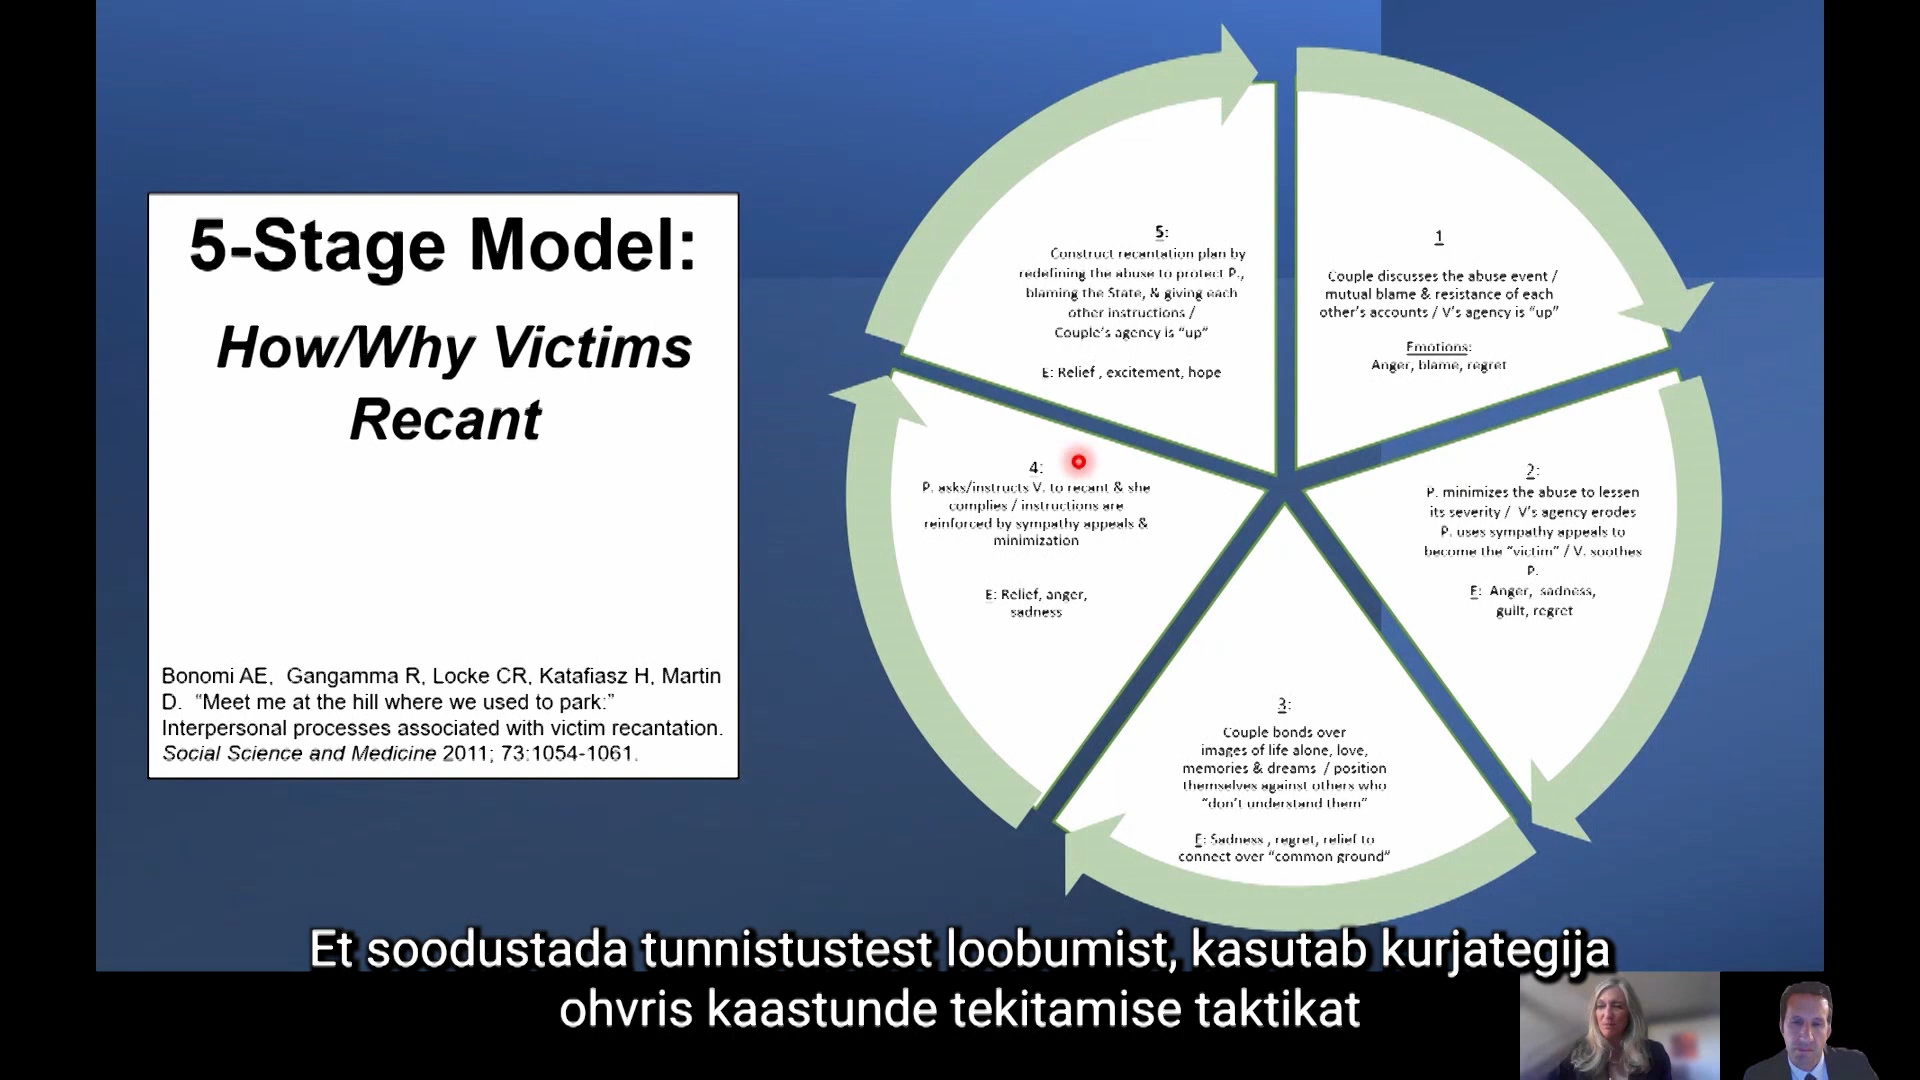 5-Stage Model:
How/Why Victims
Recant
Bonomi AE, Gangamma R, Locke CR, Katafiasz H, Martin
D. “Meet me at the hill where we used to park:”
Interpersonal processes associated with victim recantation.
Social Science and Medicine 2011; 73:1054-1061.
1
Couple discusses the abuse event /
mutual blame & resistance of each
other’s accounts / V’s agency is “up”
Emotions:
Anger, blame, regret
2:
P. minimizes the abuse to lessen
its severity / V’s agency erodes
P. uses sympathy appeals to
become the “victim” / V. soothes
P.
E: Anger, sadness,
guilt, regret
3:
Couple bonds over
images of life alone, love,
memories & dreams / position
themselves against others who
“don’t understand them”
E: Sadness , regret, relief to
connect over “common ground”
4:
P. asks/instructs V. to recant & she
complies / instructions are
reinforced by sympathy appeals &
minimization
E: Relief, anger,
sadness
5:
Construct recantation plan by
redefining the abuse to protect P.,
blaming the State, & giving each
other instructions /
Couple’s agency is “up”
E: Relief , excitement, hope
Et soodustada tunnistustest loobumist, kasutab kurjategija
ohvris kaastunde tekitamise taktikat